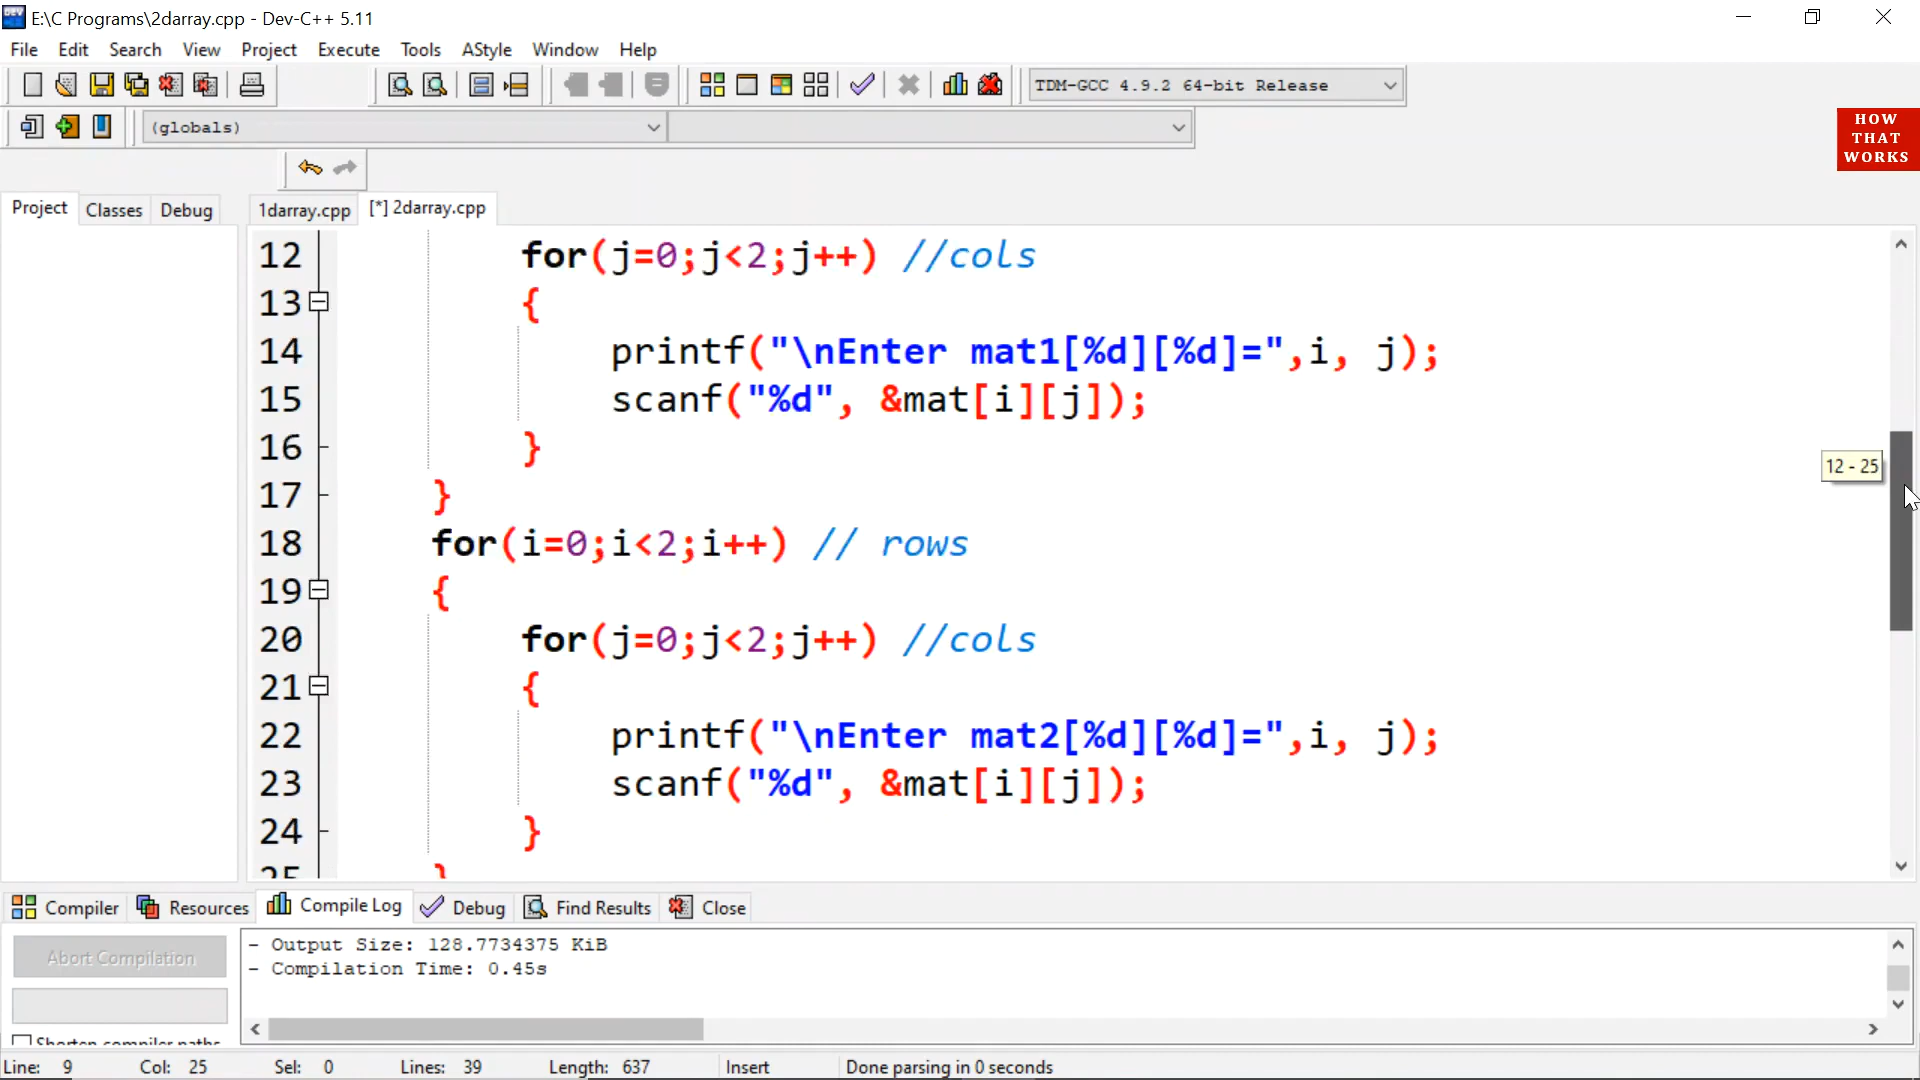 E:\C Programs\2darray.cpp - Dev-C++ 5.11
File Edit Search View Project Execute Tools AStyle Window Help
TDM-GCC 4.9.2 64-bit Release
(globals)
HOW
THAT
WORKS
Project Classes Debug
1darray.cpp [*] 2darray.cpp
12 for(j=0;j<2;j++) //cols
13 {
14 printf("\nEnter mat1[%d][%d]=",i, j);
15 scanf("%d", &mat[i][j]);
16 }
17 }
18 for(i=0;i<2;i++) // rows
19 {
20 for(j=0;j<2;j++) //cols
21 {
22 printf("\nEnter mat2[%d][%d]=",i, j);
23 scanf("%d", &mat[i][j]);
24 }
25 }
12 - 25
Compiler Resources Compile Log Debug Find Results Close
Abort Compilation
- Output Size: 128.7734375 KiB
- Compilation Time: 0.45s
Shorten compiler paths
Line: 9 Col: 25 Sel: 0 Lines: 39 Length: 637 Insert Done parsing in 0 seconds